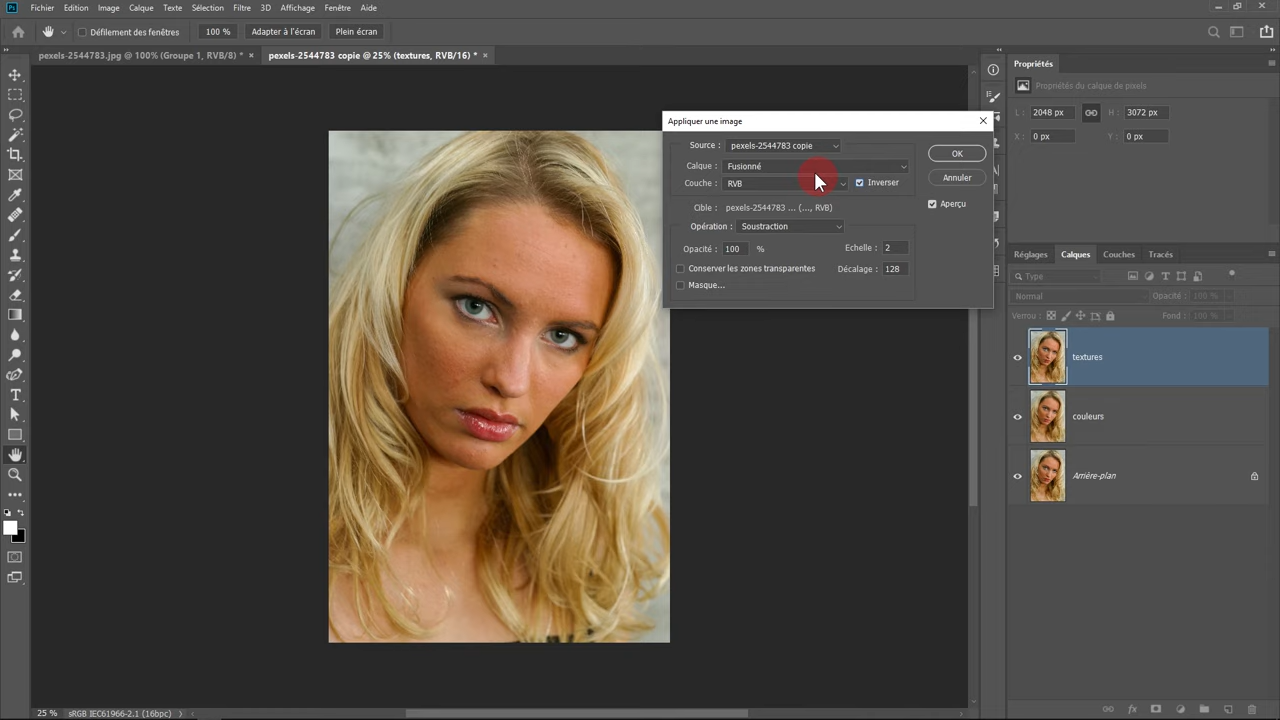 Ps Fichier Edition Image Calque Texte Sélection Filtre 3D Affichage Fenêtre Aide
Défilement des fenêtres 100 % Adapter à l'écran Plein écran
pexels-2544783.jpg @ 100% (Groupe 1, RVB/8) * × pexels-2544783 copie @ 25% (textures, RVB/16) * ×
Propriétés
Propriétés du calque de pixels
L : 2048 px H : 3072 px
X : 0 px Y : 0 px
Appliquer une image
Source : pexels-2544783 copie
OK
Calque : Fusionné
Couche : RVB Inverser
Annuler
Cible : pexels-2544783 ... (..., RVB)
Aperçu
Opération : Soustraction
Opacité : 100 % Echelle : 2
Conserver les zones transparentes Décalage : 128
Masque...
Réglages Calques Couches Tracés
Type
Normal Opacité : 100 %
Verrou : Fond : 100 %
textures
couleurs
Arrière-plan
25 % sRGB IEC61966-2.1 (16bpc)